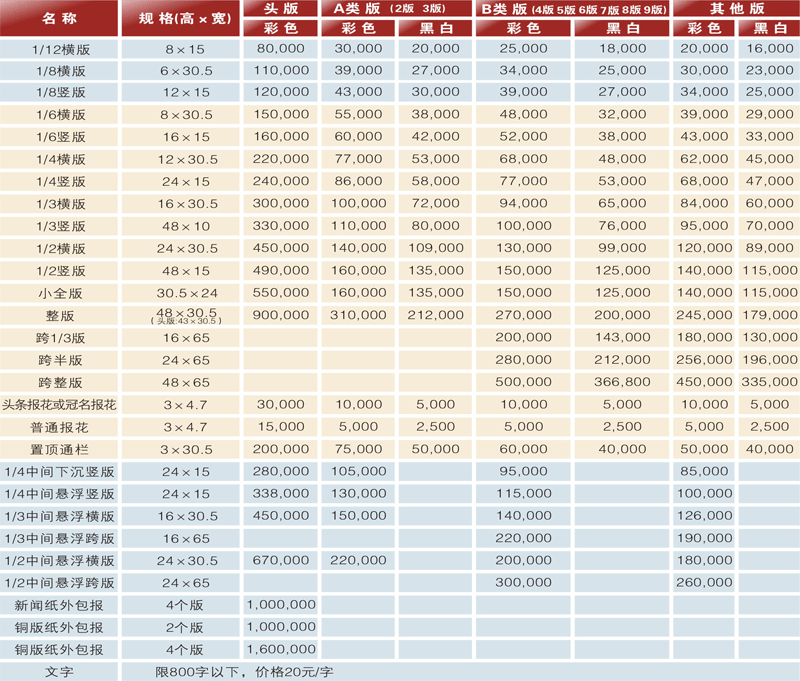 名称 规格(高×宽) 头版 A类版 (2版 3版) B类版 (4版 5版 6版 7版 8版 9版) 其他版
彩色 彩色 黑白 彩色 黑白 彩色 黑白
1/12横版 8×15 80,000 30,000 20,000 25,000 18,000 20,000 16,000
1/8横版 6×30.5 110,000 39,000 27,000 34,000 25,000 30,000 23,000
1/8竖版 12×15 120,000 43,000 30,000 39,000 27,000 34,000 25,000
1/6横版 8×30.5 150,000 55,000 38,000 48,000 32,000 39,000 29,000
1/6竖版 16×15 160,000 60,000 42,000 52,000 38,000 43,000 33,000
1/4横版 12×30.5 220,000 77,000 53,000 68,000 48,000 62,000 45,000
1/4竖版 24×15 240,000 86,000 58,000 77,000 53,000 68,000 47,000
1/3横版 16×30.5 300,000 100,000 72,000 94,000 65,000 84,000 60,000
1/3竖版 48×10 330,000 110,000 80,000 100,000 76,000 95,000 70,000
1/2横版 24×30.5 450,000 140,000 109,000 130,000 99,000 120,000 89,000
1/2竖版 48×15 490,000 160,000 135,000 150,000 125,000 140,000 115,000
小全版 30.5×24 550,000 160,000 135,000 150,000 125,000 140,000 115,000
整版 48×30.5 900,000 310,000 212,000 270,000 200,000 245,000 179,000
(头版:43×30.5)
跨1/3版 16×65 200,000 143,000 180,000 130,000
跨半版 24×65 280,000 212,000 256,000 196,000
跨整版 48×65 500,000 366,800 450,000 335,000
头条报花或冠名报花 3×4.7 30,000 10,000 5,000 10,000 5,000 10,000 5,000
普通报花 3×4.7 15,000 5,000 2,500 5,000 2,500 5,000 2,500
置顶通栏 3×30.5 200,000 75,000 50,000 60,000 40,000 50,000 40,000
1/4中间下沉竖版 24×15 280,000 105,000 95,000 85,000
1/4中间悬浮竖版 24×15 338,000 130,000 115,000 100,000
1/3中间悬浮横版 16×30.5 450,000 150,000 140,000 126,000
1/3中间悬浮跨版 16×65 220,000 190,000
1/2中间悬浮横版 24×30.5 670,000 220,000 200,000 180,000
1/2中间悬浮跨版 24×65 300,000 260,000
新闻纸外包报 4个版 1,000,000
铜版纸外包报 2个版 1,000,000
铜版纸外包报 4个版 1,600,000
文字 限800字以下，价格20元/字